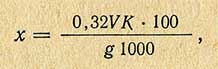 x = 0,32VK · 100 / g 1000 ,